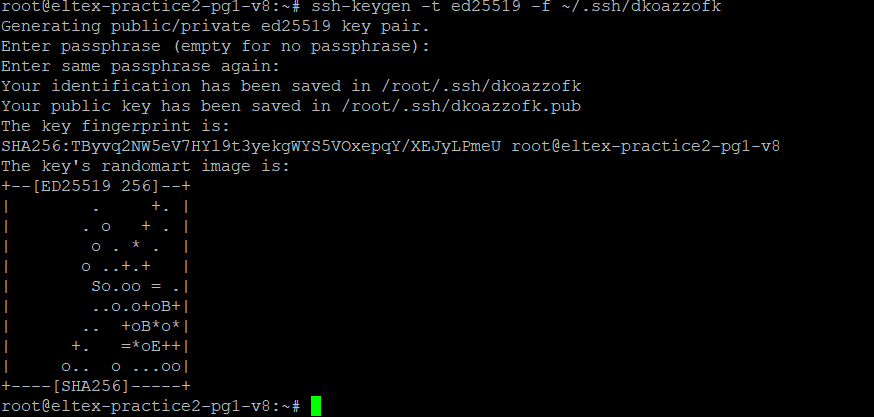 root@eltex-practice2-pg1-v8:~# ssh-keygen -t ed25519 -f ~/.ssh/dkoazzofk
Generating public/private ed25519 key pair.
Enter passphrase (empty for no passphrase):
Enter same passphrase again:
Your identification has been saved in /root/.ssh/dkoazzofk
Your public key has been saved in /root/.ssh/dkoazzofk.pub
The key fingerprint is:
SHA256:TByvq2NW5eV7HYl9t3yekgWYS5VOxepqY/XEJyLPmeU root@eltex-practice2-pg1-v8
The key's randomart image is:
+--[ED25519 256]--+
|        .     +. |
|       . o   + . |
|        o . * .  |
|       o ..+.+   |
|        So.oo = .|
|        ..o.o+oB+|
|       ..  +oB*o*|
|      +.   =*oE++|
|     o..  o ...oo|
+----[SHA256]-----+
root@eltex-practice2-pg1-v8:~#